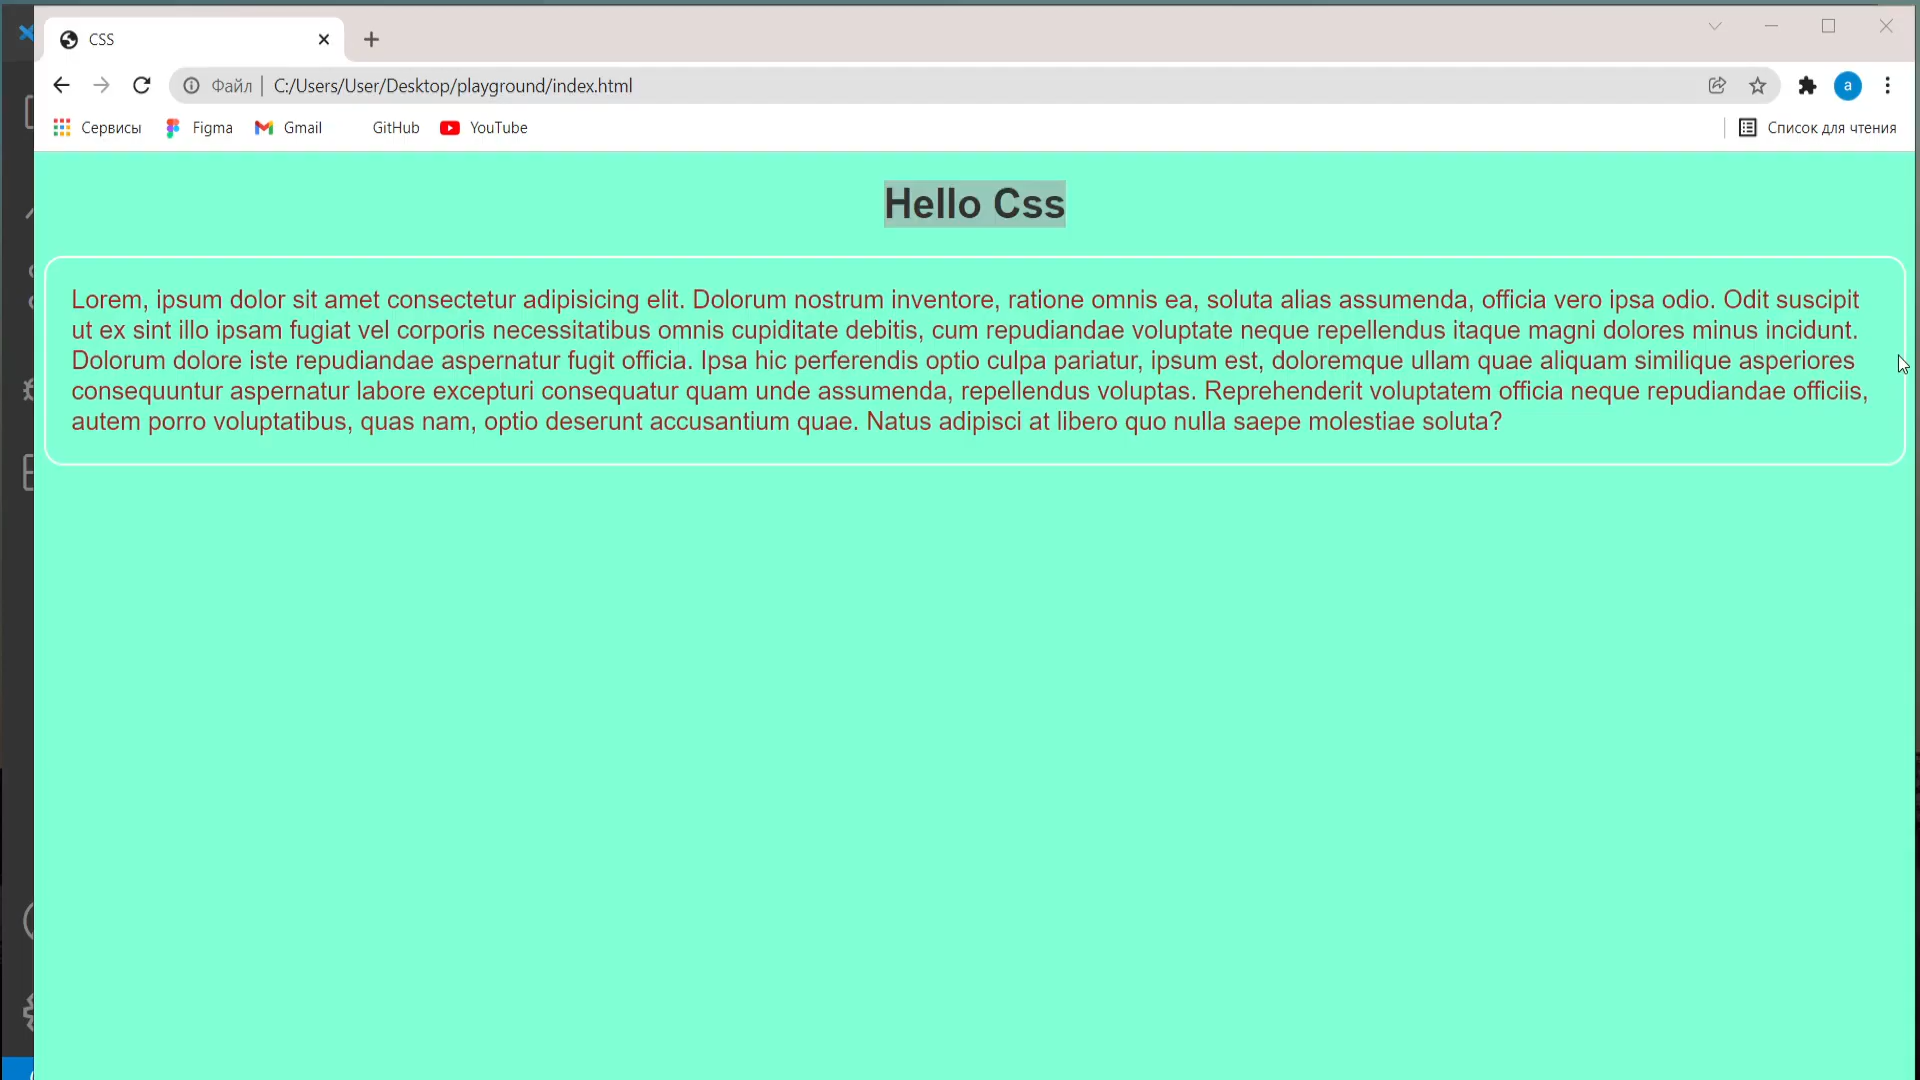 CSS
Файл | C:/Users/User/Desktop/playground/index.html
a
Сервисы Figma Gmail GitHub YouTube Список для чтения
Hello Css
Lorem, ipsum dolor sit amet consectetur adipisicing elit. Dolorum nostrum inventore, ratione omnis ea, soluta alias assumenda, officia vero ipsa odio. Odit suscipit
ut ex sint illo ipsam fugiat vel corporis necessitatibus omnis cupiditate debitis, cum repudiandae voluptate neque repellendus itaque magni dolores minus incidunt.
Dolorum dolore iste repudiandae aspernatur fugit officia. Ipsa hic perferendis optio culpa pariatur, ipsum est, doloremque ullam quae aliquam similique asperiores
consequuntur aspernatur labore excepturi consequatur quam unde assumenda, repellendus voluptas. Reprehenderit voluptatem officia neque repudiandae officiis,
autem porro voluptatibus, quas nam, optio deserunt accusantium quae. Natus adipisci at libero quo nulla saepe molestiae soluta?